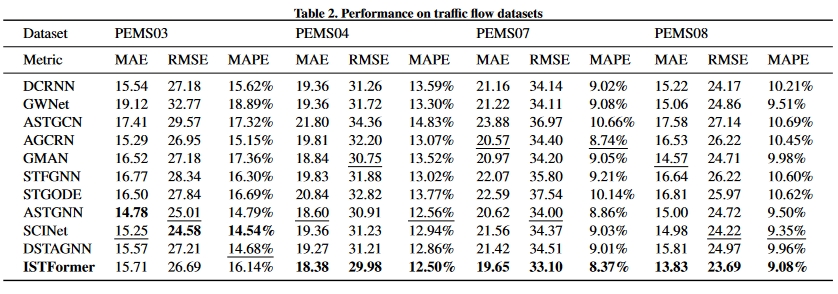 Table 2. Performance on traffic flow datasets
Dataset PEMS03 PEMS04 PEMS07 PEMS08
Metric MAE RMSE MAPE MAE RMSE MAPE MAE RMSE MAPE MAE RMSE MAPE
DCRNN 15.54 27.18 15.62% 19.36 31.26 13.59% 21.16 34.14 9.02% 15.22 24.17 10.21%
GWNet 19.12 32.77 18.89% 19.36 31.72 13.30% 21.22 34.11 9.08% 15.06 24.86 9.51%
ASTGCN 17.41 29.57 17.32% 21.80 34.36 14.83% 23.88 36.97 10.66% 17.58 27.14 10.69%
AGCRN 15.29 26.95 15.15% 19.81 32.20 13.07% 20.57 34.40 8.74% 16.53 26.22 10.45%
GMAN 16.52 27.18 17.36% 18.84 30.75 13.52% 20.97 34.20 9.05% 14.57 24.71 9.98%
STFGNN 16.77 28.34 16.30% 19.83 31.88 13.02% 22.07 35.80 9.21% 16.64 26.22 10.60%
STGODE 16.50 27.84 16.69% 20.84 32.82 13.77% 22.59 37.54 10.14% 16.81 25.97 10.62%
ASTGNN 14.78 25.01 14.79% 18.60 30.91 12.56% 20.62 34.00 8.86% 15.00 24.72 9.50%
SCINet 15.25 24.58 14.54% 19.36 31.23 12.94% 21.56 34.37 9.03% 14.98 24.22 9.35%
DSTAGNN 15.57 27.21 14.68% 19.27 31.21 12.86% 21.42 34.51 9.01% 15.81 24.97 9.96%
ISTFormer 15.71 26.69 16.14% 18.38 29.98 12.50% 19.65 33.10 8.37% 13.83 23.69 9.08%